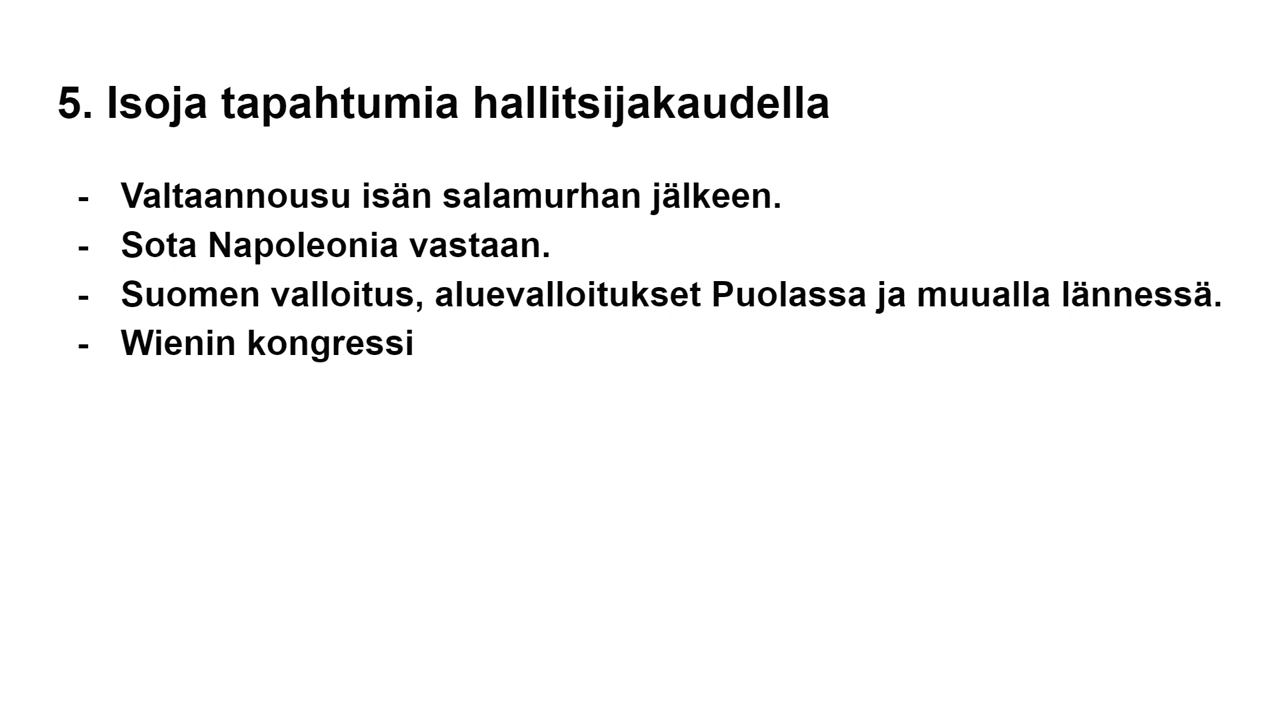 5. Isoja tapahtumia hallitsijakaudella
- Valtaannousu isän salamurhan jälkeen.
- Sota Napoleonia vastaan.
- Suomen valloitus, aluevalloitukset Puolassa ja muualla lännessä.
- Wienin kongressi